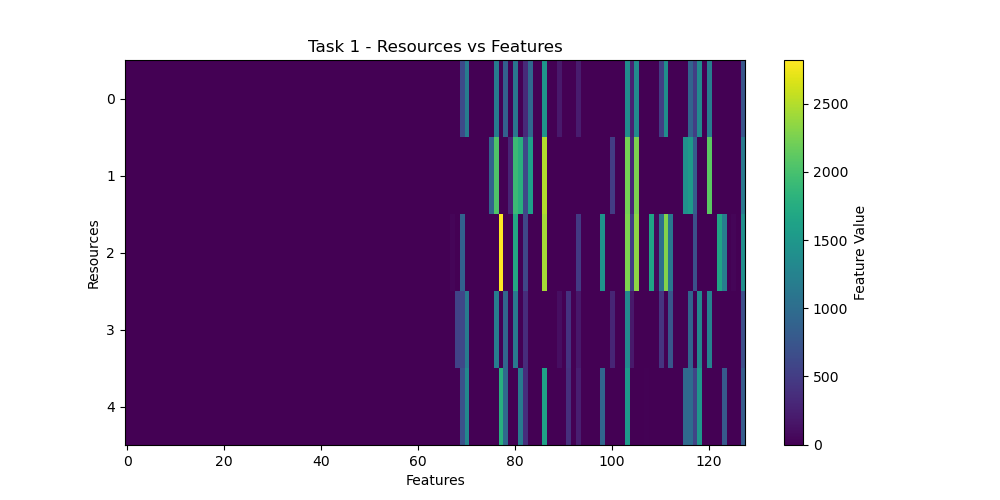 Task 1 - Resources vs Features
0
1
2
3
4
Resources
0 20 40 60 80 100 120
Features
2500
2000
1500
1000
500
0
Feature Value